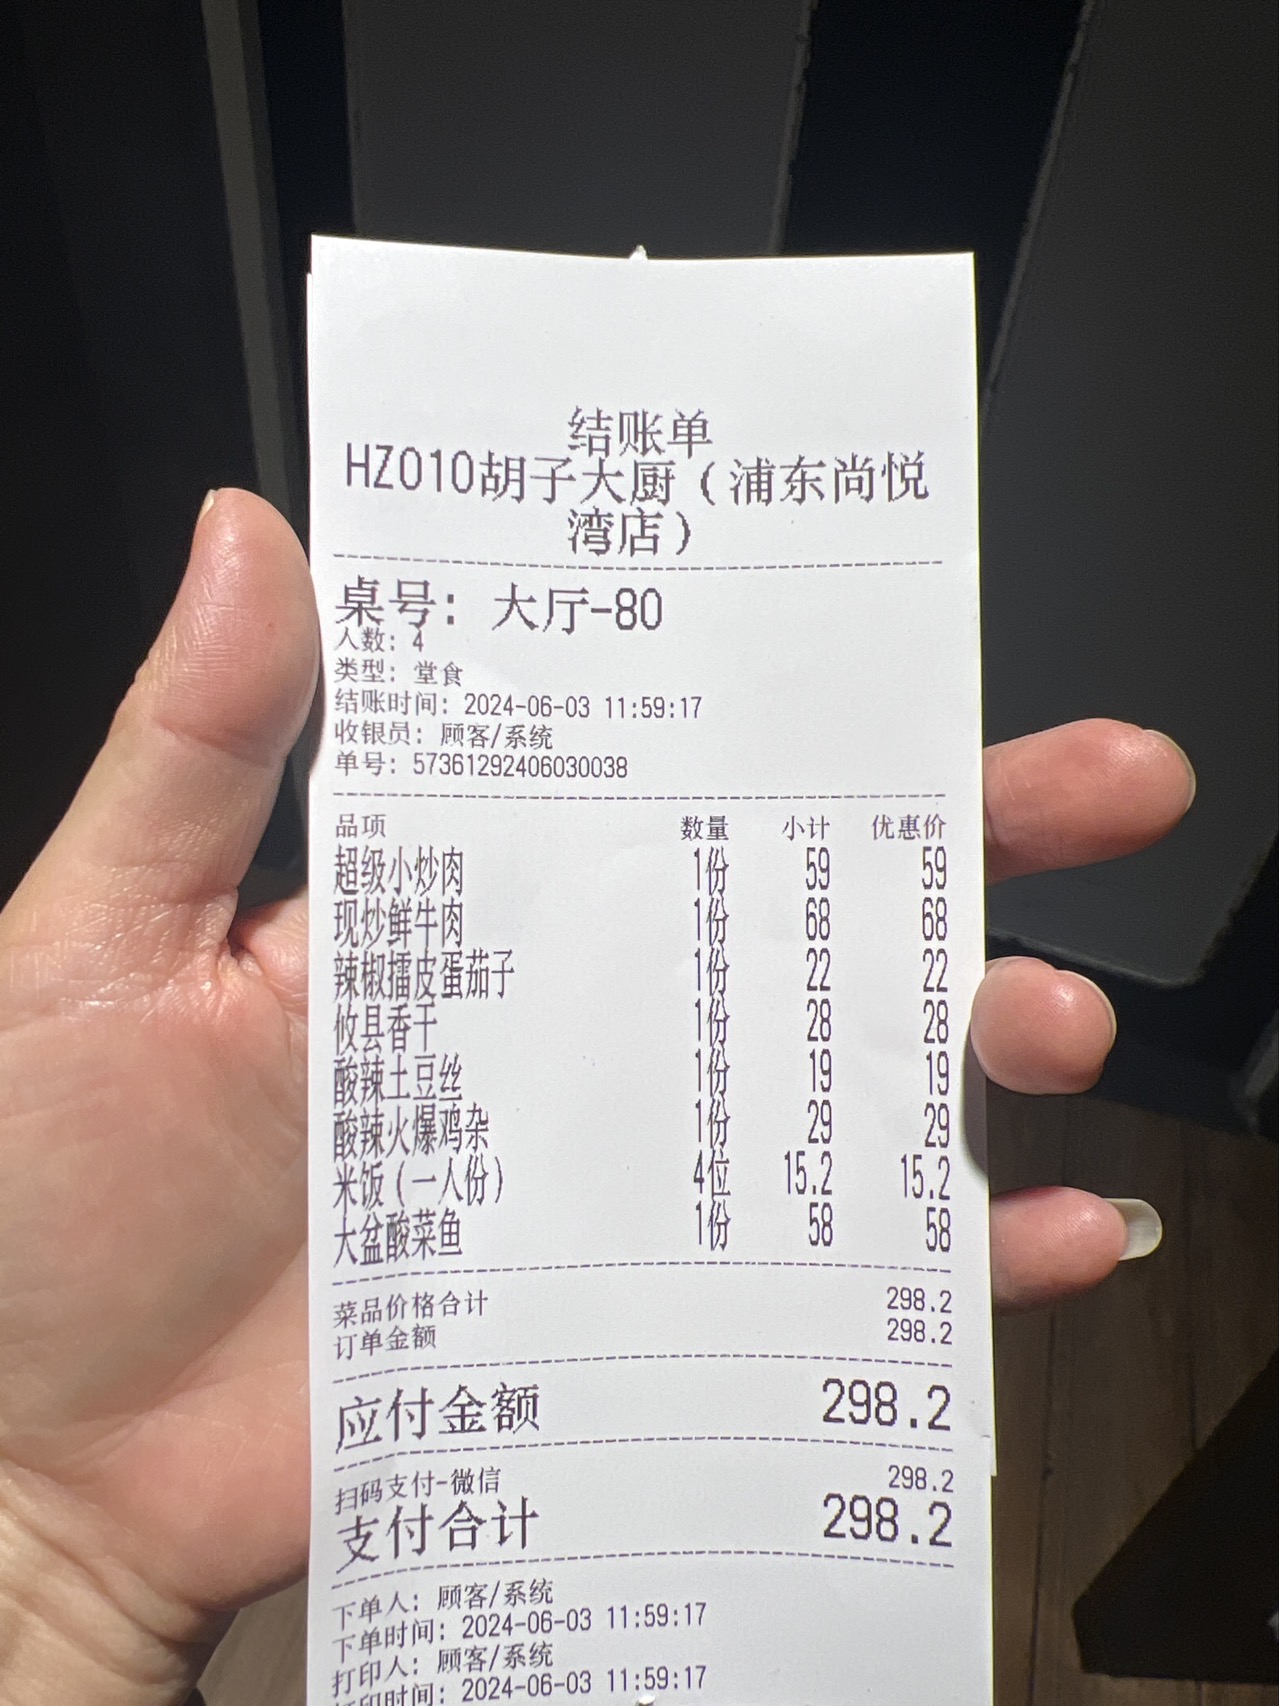 结账单
HZ010胡子大厨(浦东尚悦
湾店)
桌号: 大厅-80
人数: 4
类型: 堂食
结账时间: 2024-06-03 11:59:17
收银员: 顾客/系统
单号: 57361292406030038
品项 数量 小计 优惠价
超级小炒肉 1份 59 59
现炒鲜牛肉 1份 68 68
辣椒擂皮蛋茄子 1份 22 22
攸县香干 1份 28 28
酸辣土豆丝 1份 19 19
酸辣火爆鸡杂 1份 29 29
米饭(一人份) 4位 15.2 15.2
大盆酸菜鱼 1份 58 58
菜品价格合计 298.2
订单金额 298.2
应付金额 298.2
扫码支付-微信 298.2
支付合计 298.2
下单人: 顾客/系统
下单时间: 2024-06-03 11:59:17
打印人: 顾客/系统
打印时间: 2024-06-03 11:59:17